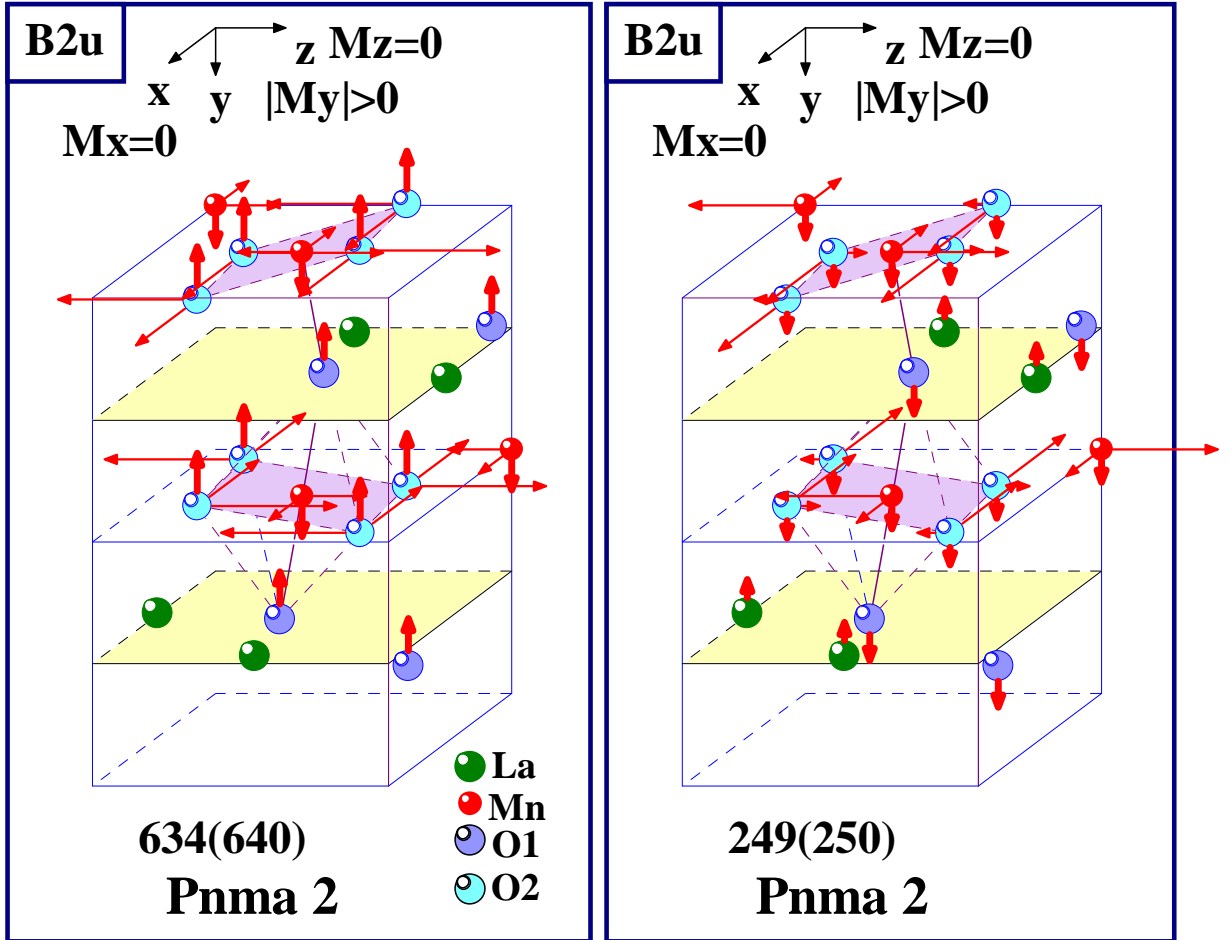 B2u
z Mz=0
x y |My|>0
Mx=0
La
Mn
634(640)
O1
Pnma 2
O2
B2u
z Mz=0
x y |My|>0
Mx=0
249(250)
Pnma 2